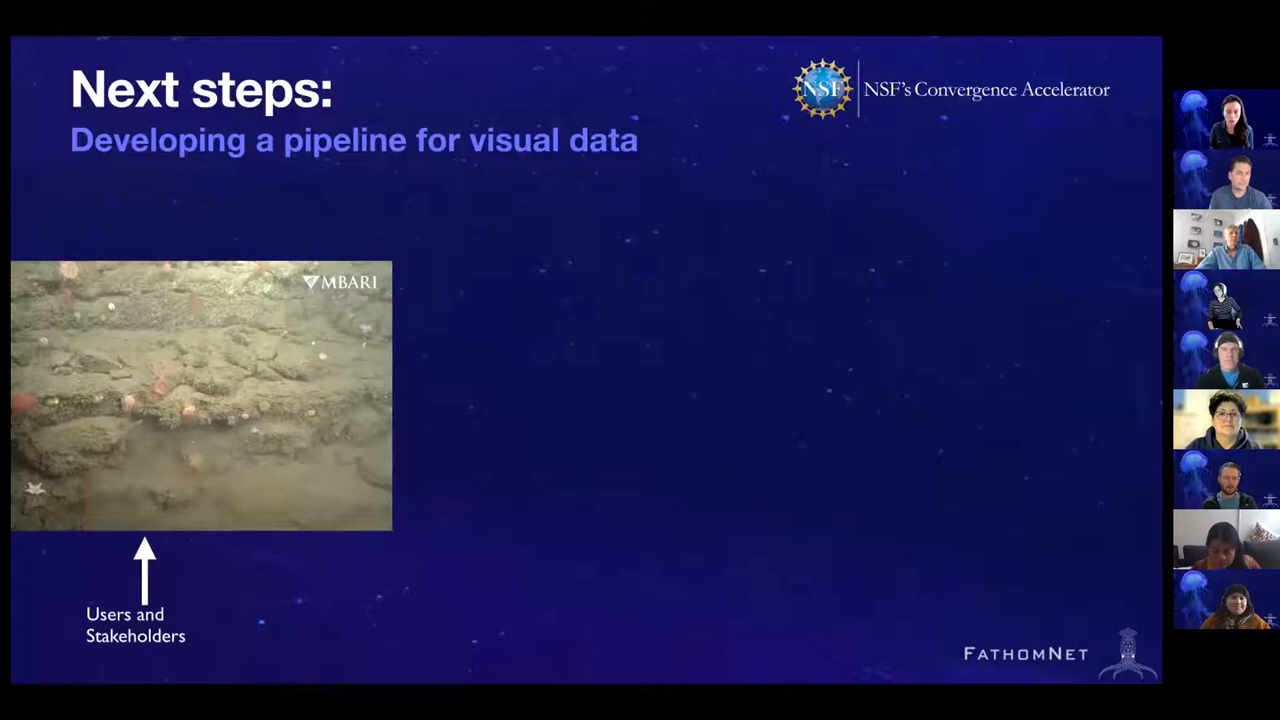 Next steps:
Developing a pipeline for visual data
NSF
NSF's Convergence Accelerator
MBARI
Users and
Stakeholders
FATHOMNET